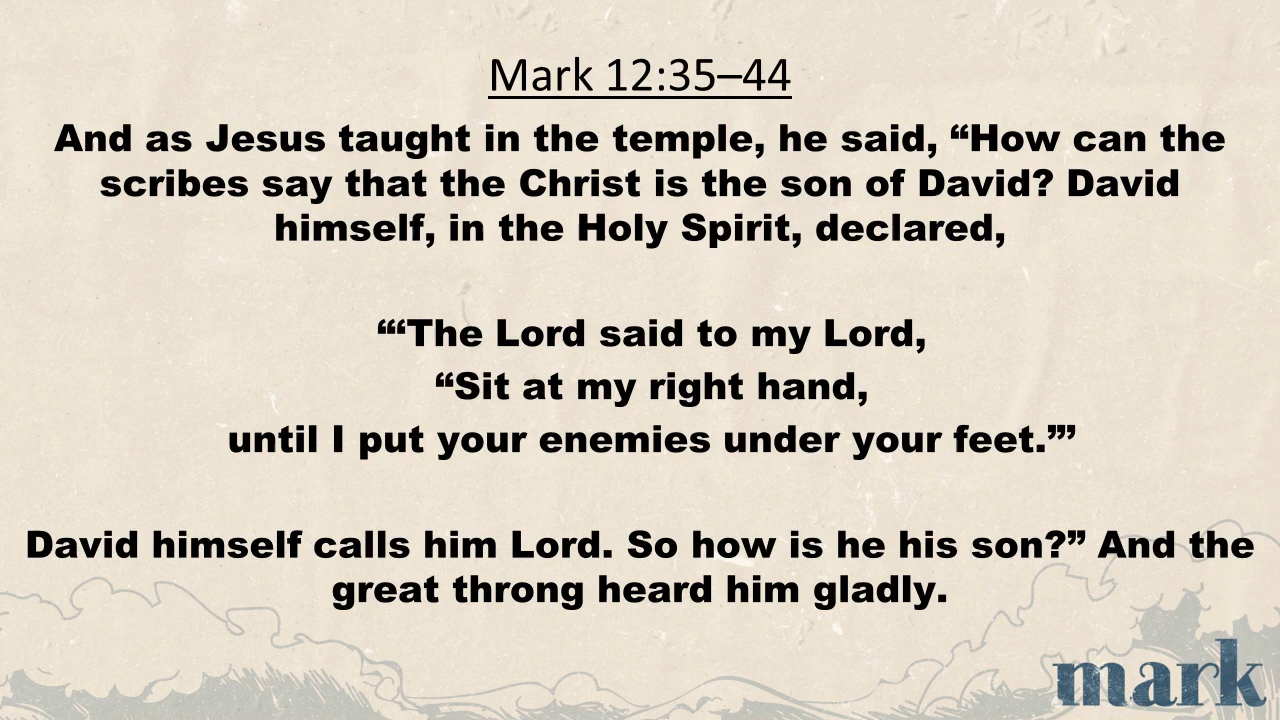 Mark 12:35–44
And as Jesus taught in the temple, he said, “How can the
scribes say that the Christ is the son of David? David
himself, in the Holy Spirit, declared,
“‘The Lord said to my Lord,
“Sit at my right hand,
until I put your enemies under your feet.”’
David himself calls him Lord. So how is he his son?” And the
great throng heard him gladly.
mark